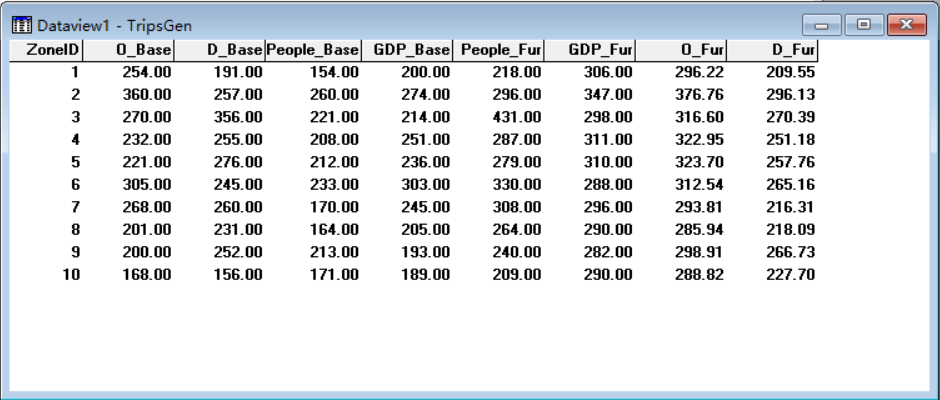 Dataview1 - TripsGen
ZoneID O_Base D_Base People_Base GDP_Base People_Fur GDP_Fur O_Fur D_Fur
1 254.00 191.00 154.00 200.00 218.00 306.00 296.22 209.55
2 360.00 257.00 260.00 274.00 296.00 347.00 376.76 296.13
3 270.00 356.00 221.00 214.00 431.00 298.00 316.60 270.39
4 232.00 255.00 208.00 251.00 287.00 311.00 322.95 251.18
5 221.00 276.00 212.00 236.00 279.00 310.00 323.70 257.76
6 305.00 245.00 233.00 303.00 330.00 288.00 312.54 265.16
7 268.00 260.00 170.00 245.00 308.00 296.00 293.81 216.31
8 201.00 231.00 164.00 205.00 264.00 290.00 285.94 218.09
9 200.00 252.00 213.00 193.00 240.00 282.00 298.91 266.73
10 168.00 156.00 171.00 189.00 209.00 290.00 288.82 227.70